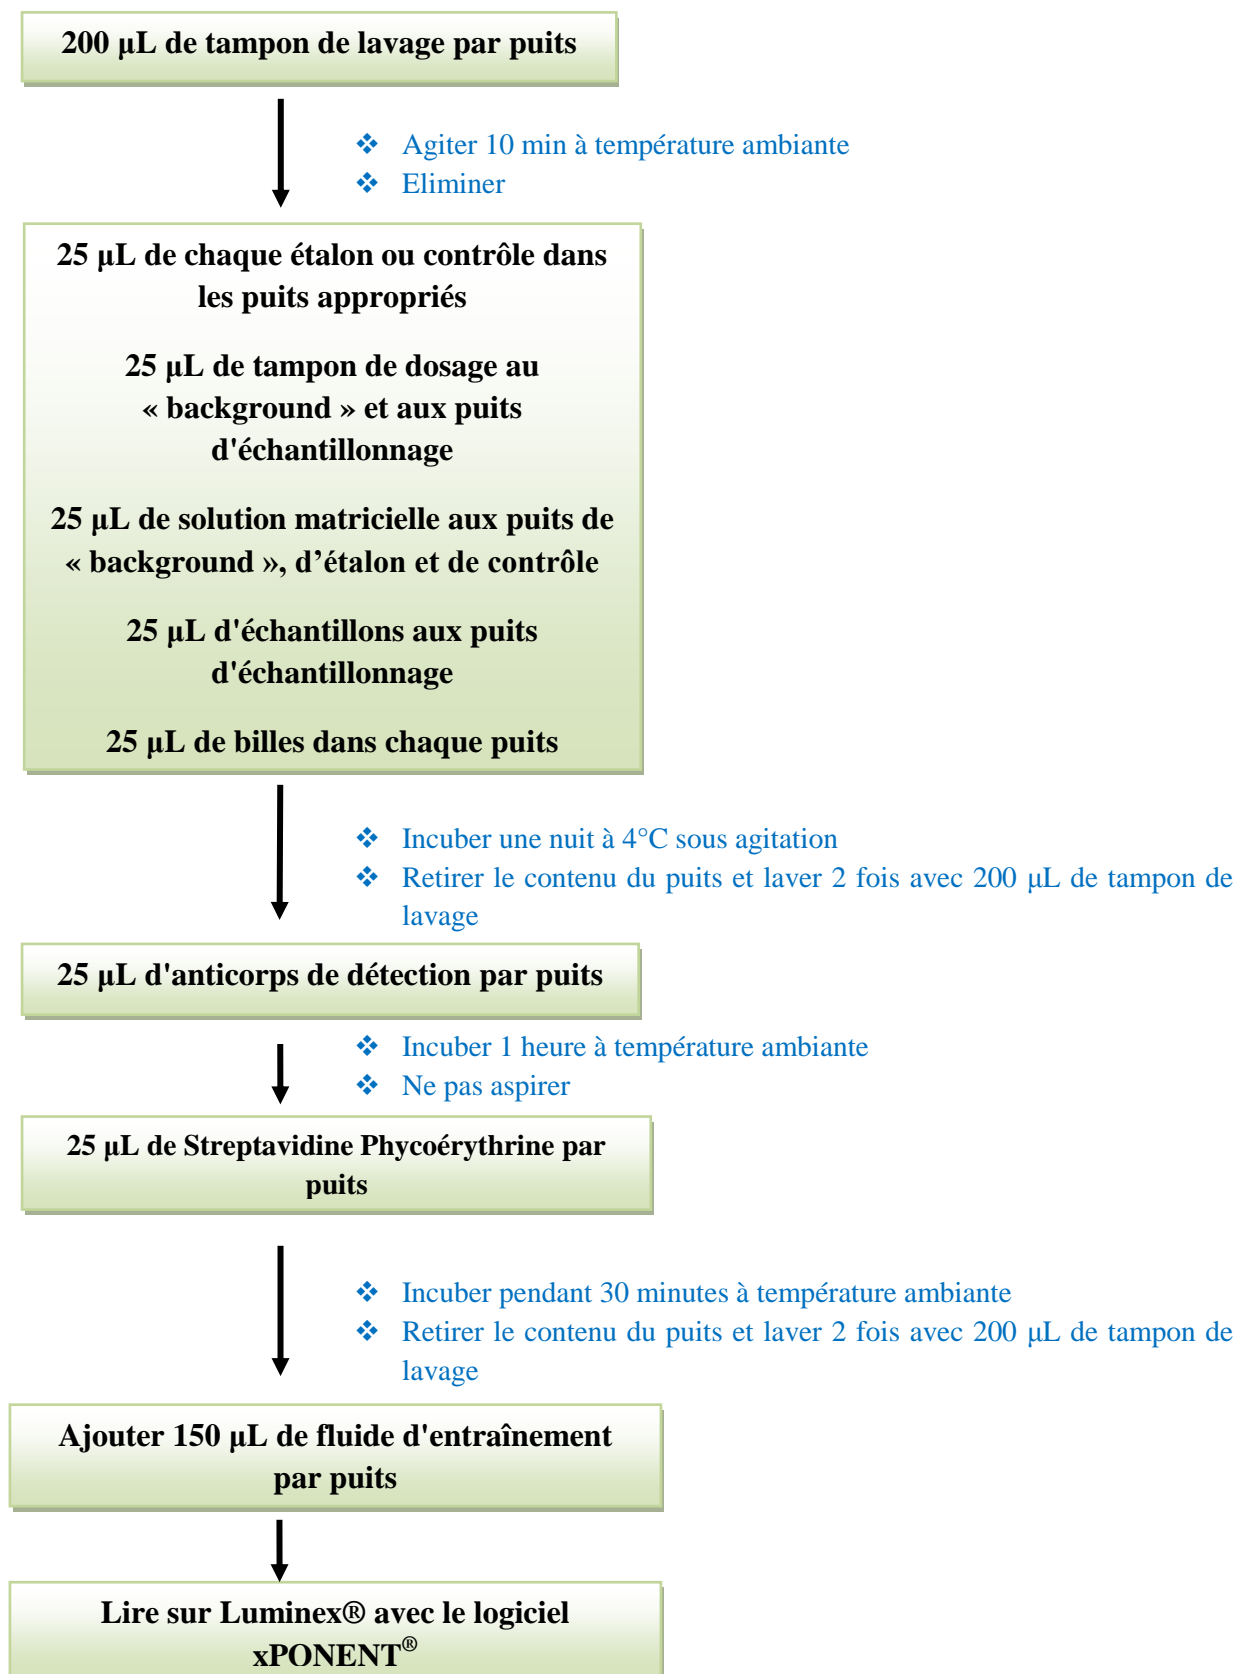 200 µL de tampon de lavage par puits
❖ Agiter 10 min à température ambiante
❖ Eliminer
25 µL de chaque étalon ou contrôle dans
les puits appropriés
25 µL de tampon de dosage au
« background » et aux puits
d'échantillonnage
25 µL de solution matricielle aux puits de
« background », d’étalon et de contrôle
25 µL d'échantillons aux puits
d'échantillonnage
25 µL de billes dans chaque puits
❖ Incuber une nuit à 4°C sous agitation
❖ Retirer le contenu du puits et laver 2 fois avec 200 µL de tampon de
lavage
25 µL d'anticorps de détection par puits
❖ Incuber 1 heure à température ambiante
❖ Ne pas aspirer
25 µL de Streptavidine Phycoérythrine par
puits
❖ Incuber pendant 30 minutes à température ambiante
❖ Retirer le contenu du puits et laver 2 fois avec 200 µL de tampon de
lavage
Ajouter 150 µL de fluide d'entraînement
par puits
Lire sur Luminex® avec le logiciel
xPONENT®